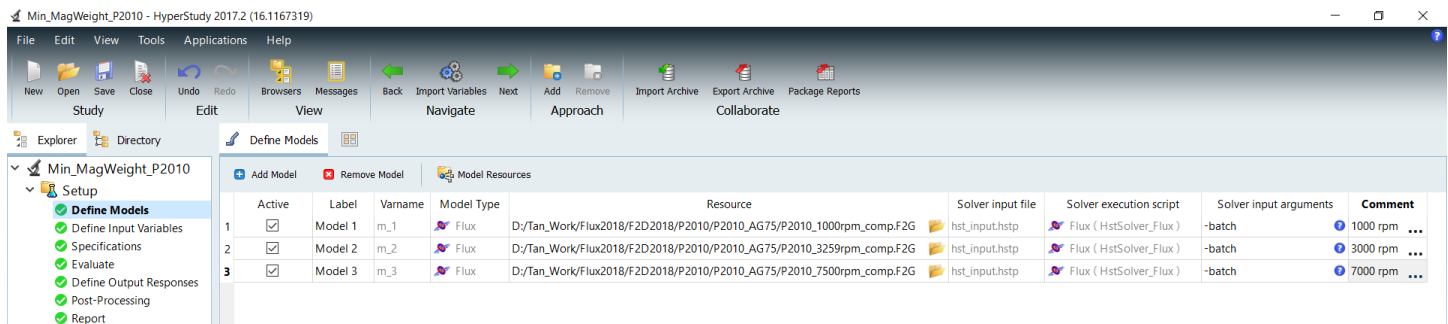 Min_MagWeight_P2010 - HyperStudy 2017.2 (16.1167319)
File Edit View Tools Applications Help
New Open Save Close Undo Redo Browsers Messages Back Import Variables Next Add Remove Import Archive Export Archive Package Reports
Study Edit View Navigate Approach Collaborate
Explorer Directory Define Models
Min_MagWeight_P2010
Setup
Define Models
Define Input Variables
Specifications
Evaluate
Define Output Responses
Post-Processing
Report
Add Model Remove Model Model Resources
Active Label Varname Model Type Resource Solver input file Solver execution script Solver input arguments Comment
1 Model 1 m_1 Flux D:/Tan_Work/Flux2018/F2D2018/P2010/P2010_AG75/P2010_1000rpm_comp.F2G hst_input.hstp Flux ( HstSolver_Flux ) -batch 1000 rpm ...
2 Model 2 m_2 Flux D:/Tan_Work/Flux2018/F2D2018/P2010/P2010_AG75/P2010_3259rpm_comp.F2G hst_input.hstp Flux ( HstSolver_Flux ) -batch 3000 rpm ...
3 Model 3 m_3 Flux D:/Tan_Work/Flux2018/F2D2018/P2010/P2010_AG75/P2010_7500rpm_comp.F2G hst_input.hstp Flux ( HstSolver_Flux ) -batch 7000 rpm ...